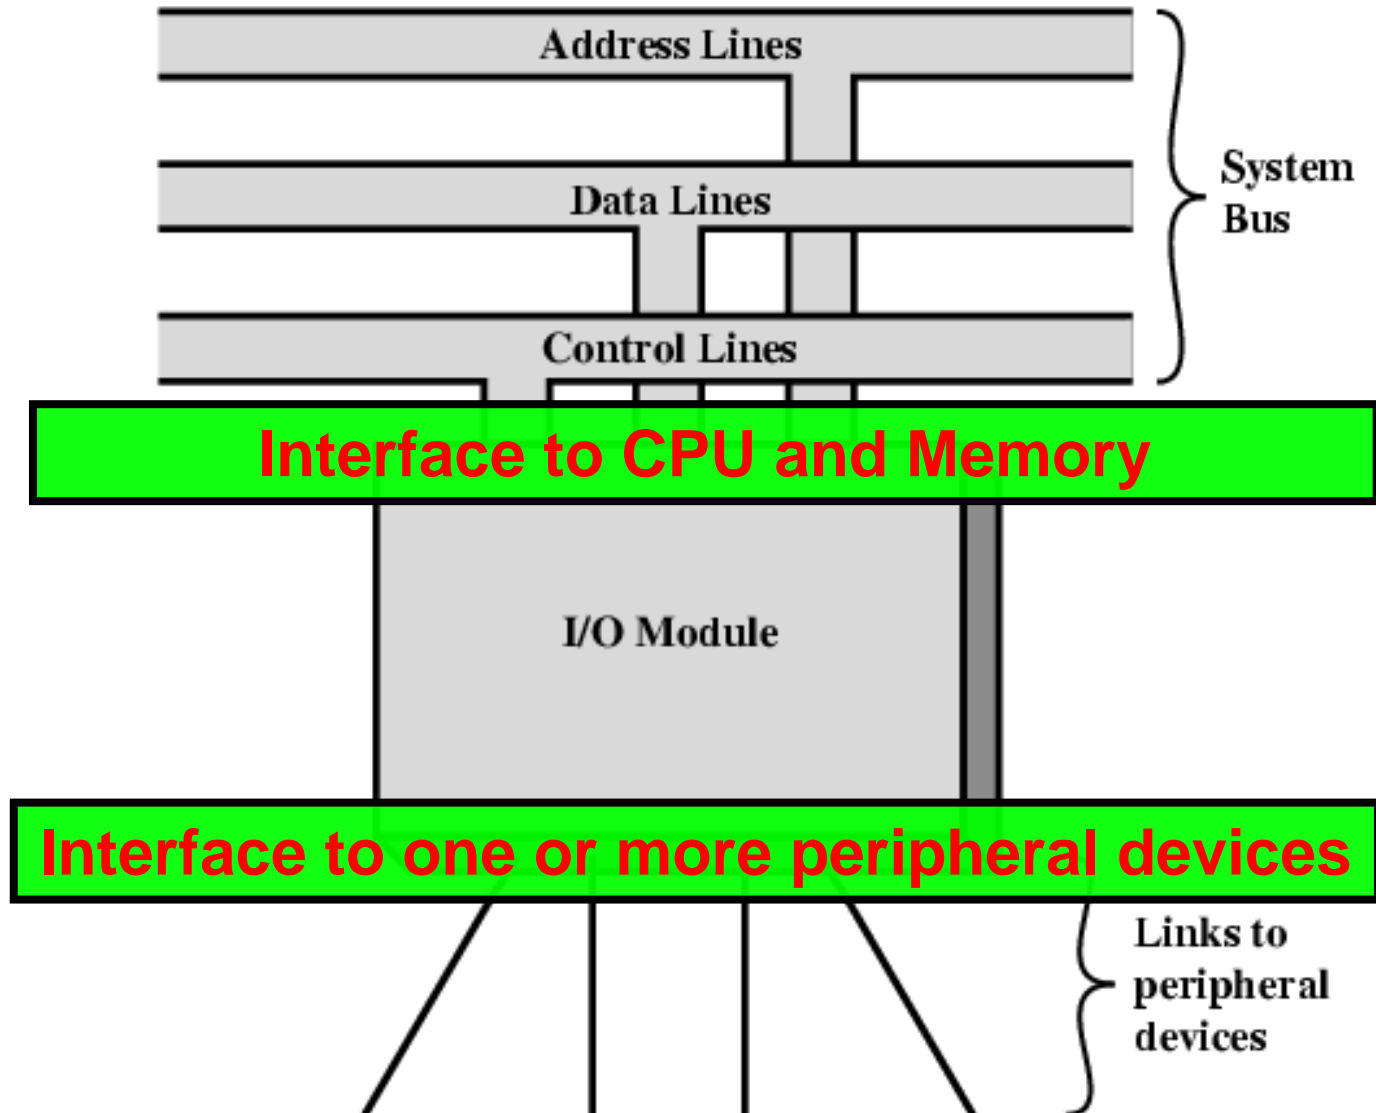 Address Lines
Data Lines
System
Bus
Control Lines
Interface to CPU and Memory
I/O Module
Interface to one or more peripheral devices
Links to
peripheral
devices